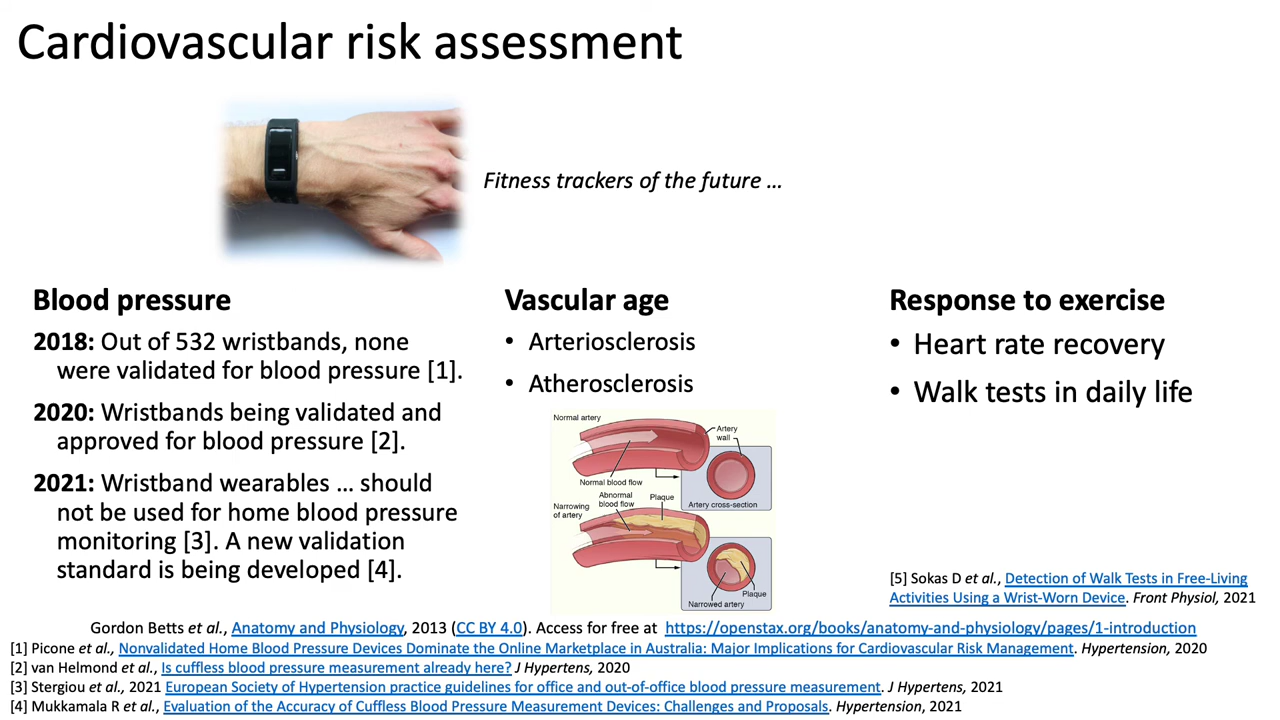 Cardiovascular risk assessment
Fitness trackers of the future …
Blood pressure
2018: Out of 532 wristbands, none
were validated for blood pressure [1].
2020: Wristbands being validated and
approved for blood pressure [2].
2021: Wristband wearables … should
not be used for home blood pressure
monitoring [3]. A new validation
standard is being developed [4].
Vascular age
• Arteriosclerosis
• Atherosclerosis
Normal artery
Artery
wall
Normal blood flow
Artery cross-section
Abnormal
blood flow
Plaque
Narrowing
of artery
Plaque
Narrowed artery
Response to exercise
• Heart rate recovery
• Walk tests in daily life
[5] Sokas D et al., Detection of Walk Tests in Free-Living
Activities Using a Wrist-Worn Device. Front Physiol, 2021
Gordon Betts et al., Anatomy and Physiology, 2013 (CC BY 4.0). Access for free at https://openstax.org/books/anatomy-and-physiology/pages/1-introduction
[1] Picone et al., Nonvalidated Home Blood Pressure Devices Dominate the Online Marketplace in Australia: Major Implications for Cardiovascular Risk Management. Hypertension, 2020
[2] van Helmond et al., Is cuffless blood pressure measurement already here? J Hypertens, 2020
[3] Stergiou et al., 2021 European Society of Hypertension practice guidelines for office and out-of-office blood pressure measurement. J Hypertens, 2021
[4] Mukkamala R et al., Evaluation of the Accuracy of Cuffless Blood Pressure Measurement Devices: Challenges and Proposals. Hypertension, 2021